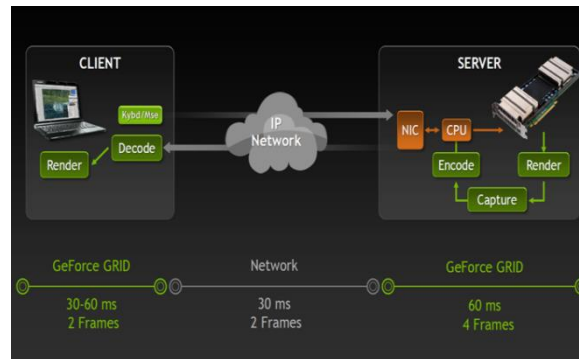 CLIENT
SERVER
Kybd/Mse
IP
Network
NIC
CPU
Decode
Render
Encode
Render
Capture
GeForce GRID
Network
GeForce GRID
30-60 ms
30 ms
60 ms
2 Frames
2 Frames
4 Frames